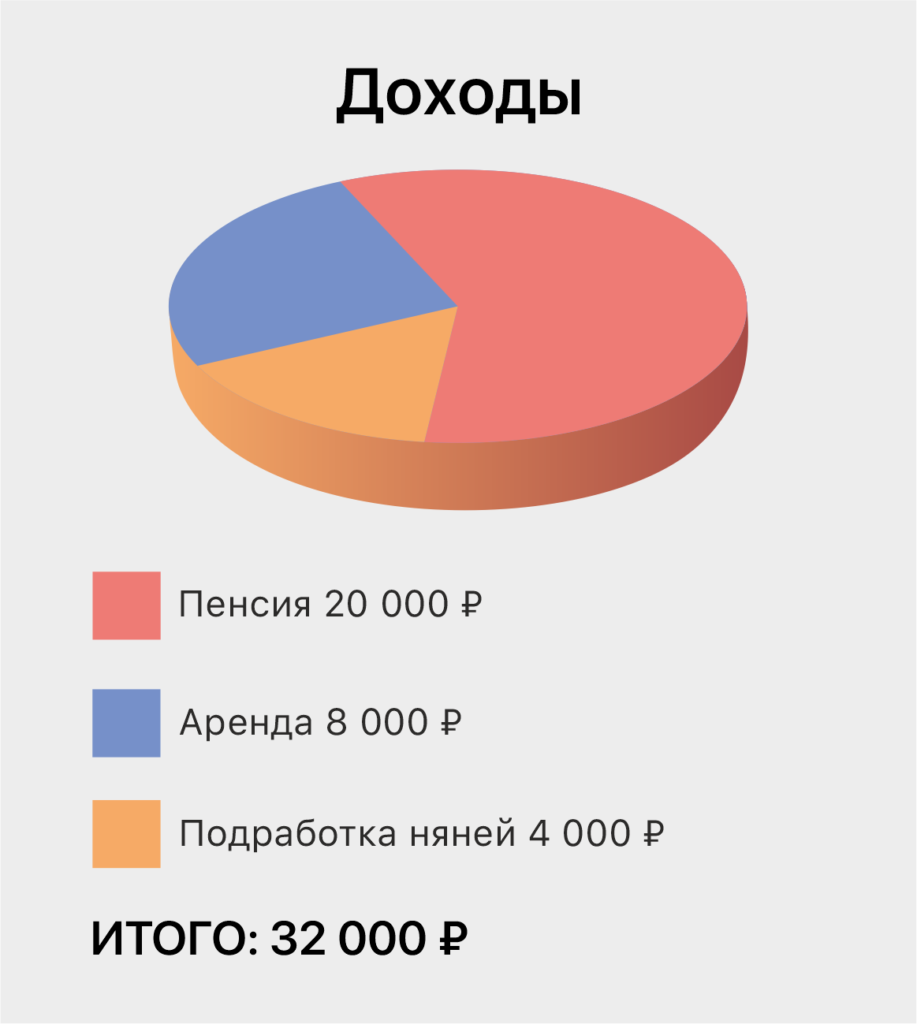 Доходы
Пенсия 20 000 ₽
Аренда 8 000 ₽
Подработка няней 4 000 ₽
ИТОГО: 32 000 ₽